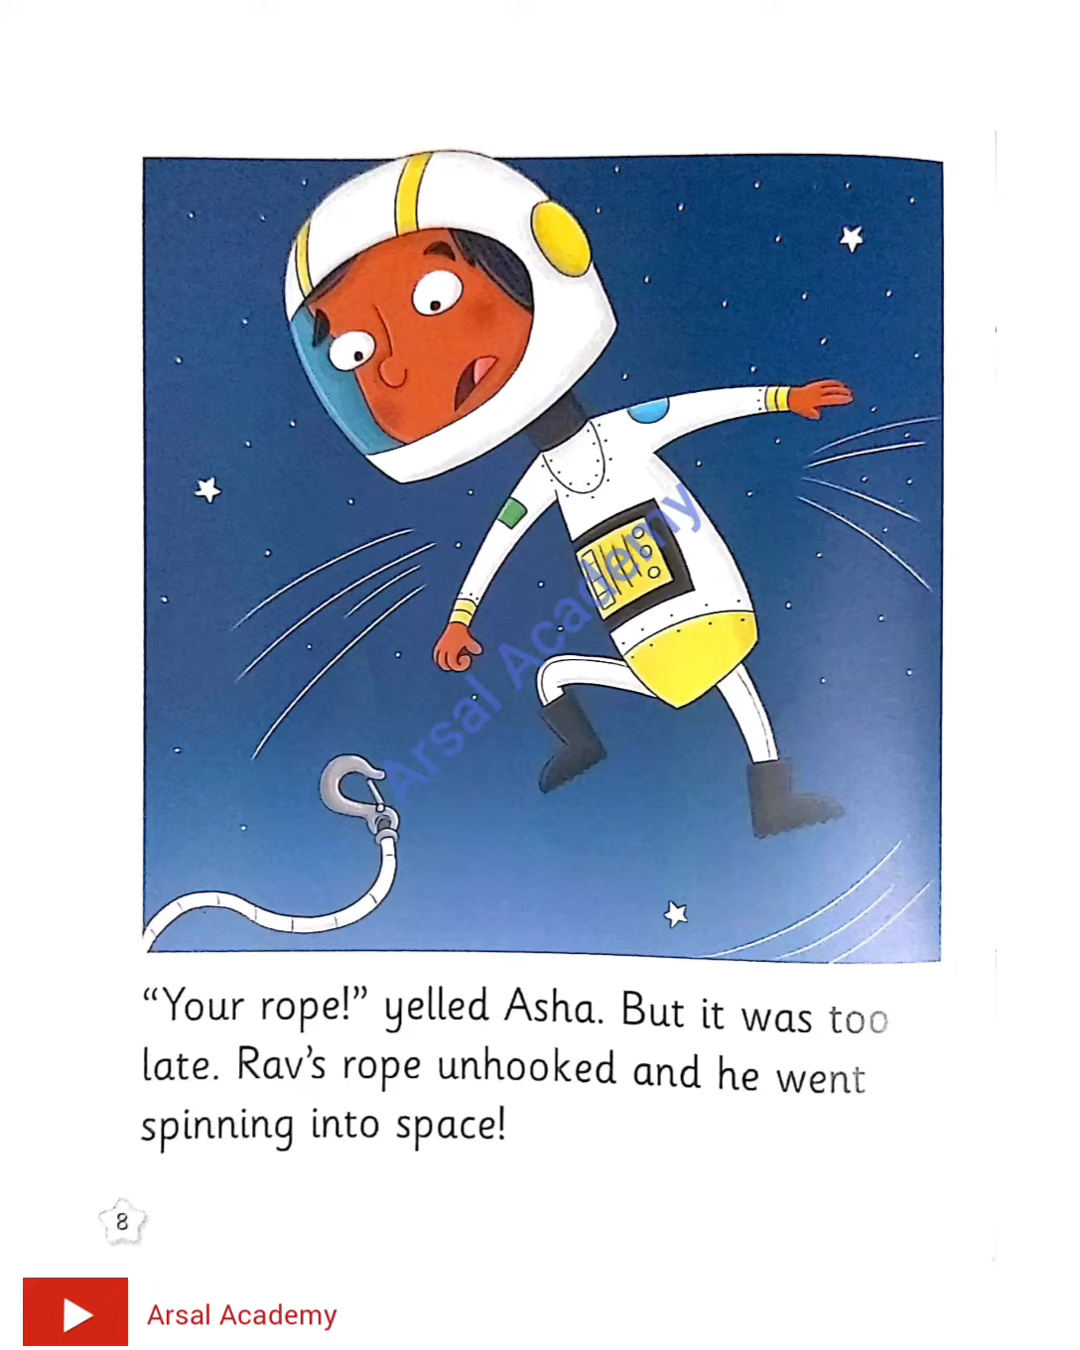 Arsal Academy
“Your rope!” yelled Asha. But it was too
late. Rav’s rope unhooked and he went
spinning into space!
8
Arsal Academy